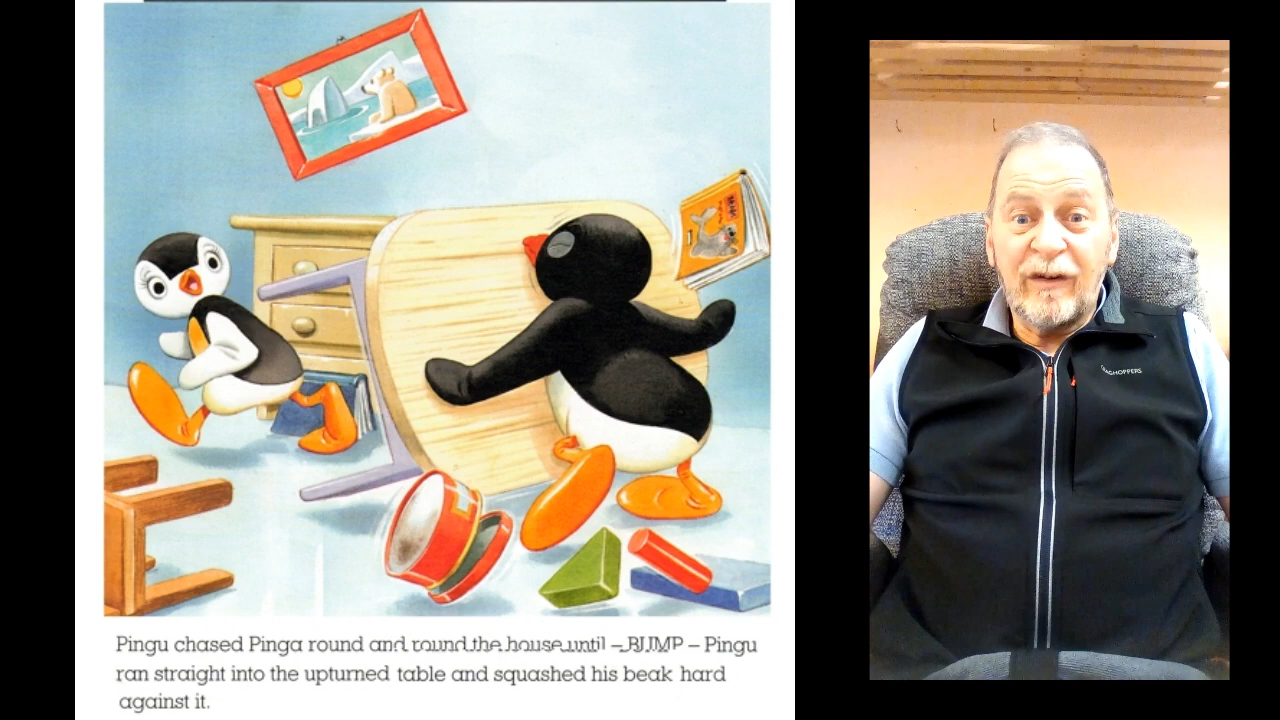 Pingu chased Pinga round and round the house until – BUMP – Pingu
ran straight into the upturned table and squashed his beak hard
against it.